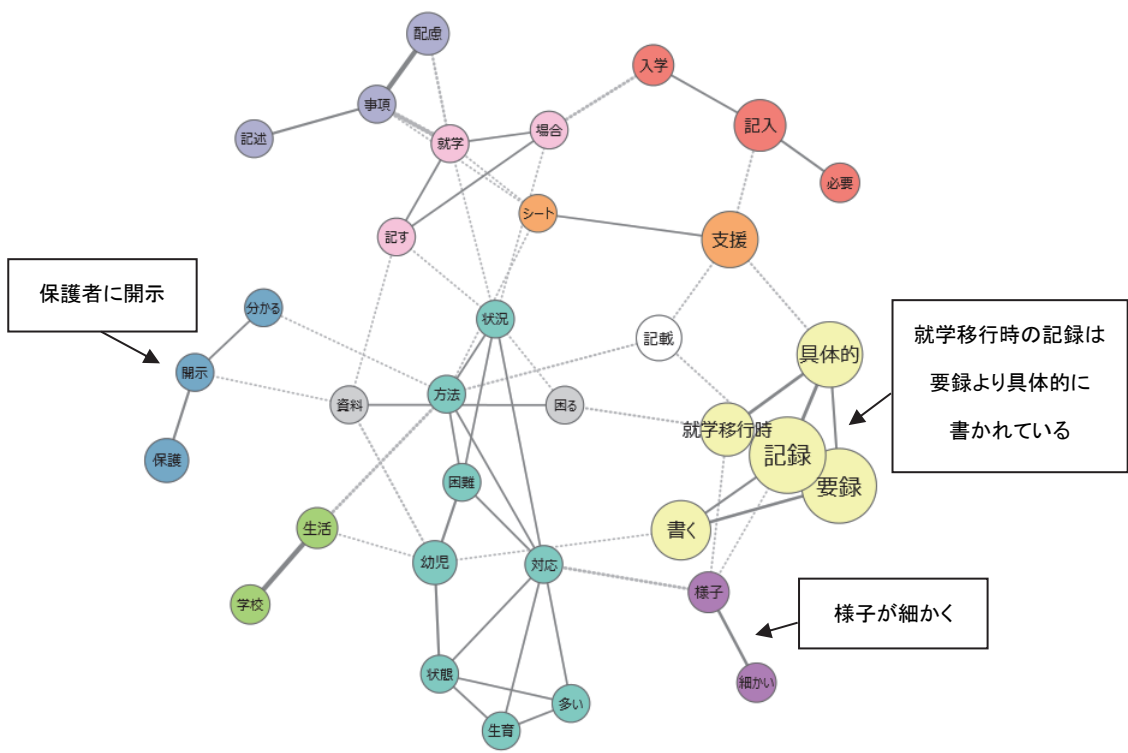 配慮
入学
事項
記入
記述
就学
場合
必要
シート
記す
支援
保護者に開示
分かる
状況
記載
具体的
就学移行時の記録は
要録より具体的に
書かれている
開示
資料
方法
困る
就学移行時
記録
保護
困難
要録
生活
書く
幼児
対応
様子
学校
様子が細かく
状態
細かい
多い
生育